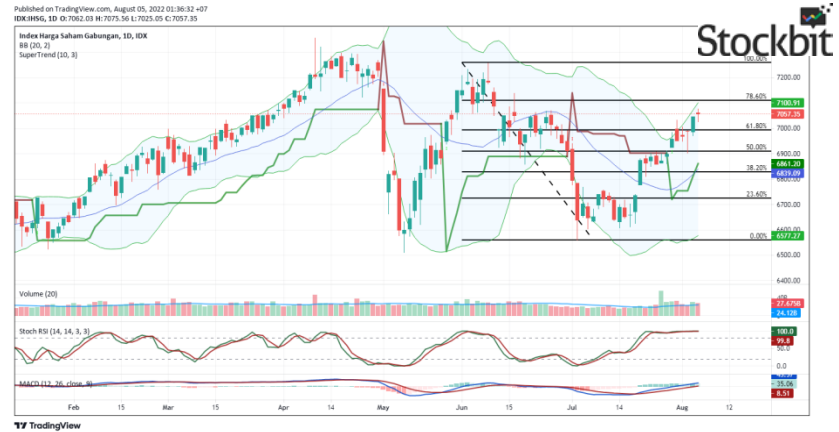 Published on TradingView.com, August 05, 2022 01:36:32 +07
IDX:IHSG, 1D O:7062.03 H:7075.56 L:7025.05 C:7057.35
Stockbit
Index Harga Saham Gabungan, 1D, IDX
BB (20, 2)
SuperTrend (10, 3)
100.00%
7200.00
78.60%
7100.91
7057.35
61.80%
7000.00
50.00%
6900.00
6861.20
38.20%
6839.09
6800.00
23.60%
6700.00
0.00%
6577.27
6500.00
6400.00
Volume (20)
27.675B
24.12B
Stoch RSI (14, 14, 3, 3)
100.0
99.8
50.0
0.0
MACD (12, 26, close, 9)
35.06
8.51
Feb 15 Mar 15 Apr 14 May Jun 15 Jul 14 Aug 12
TradingView